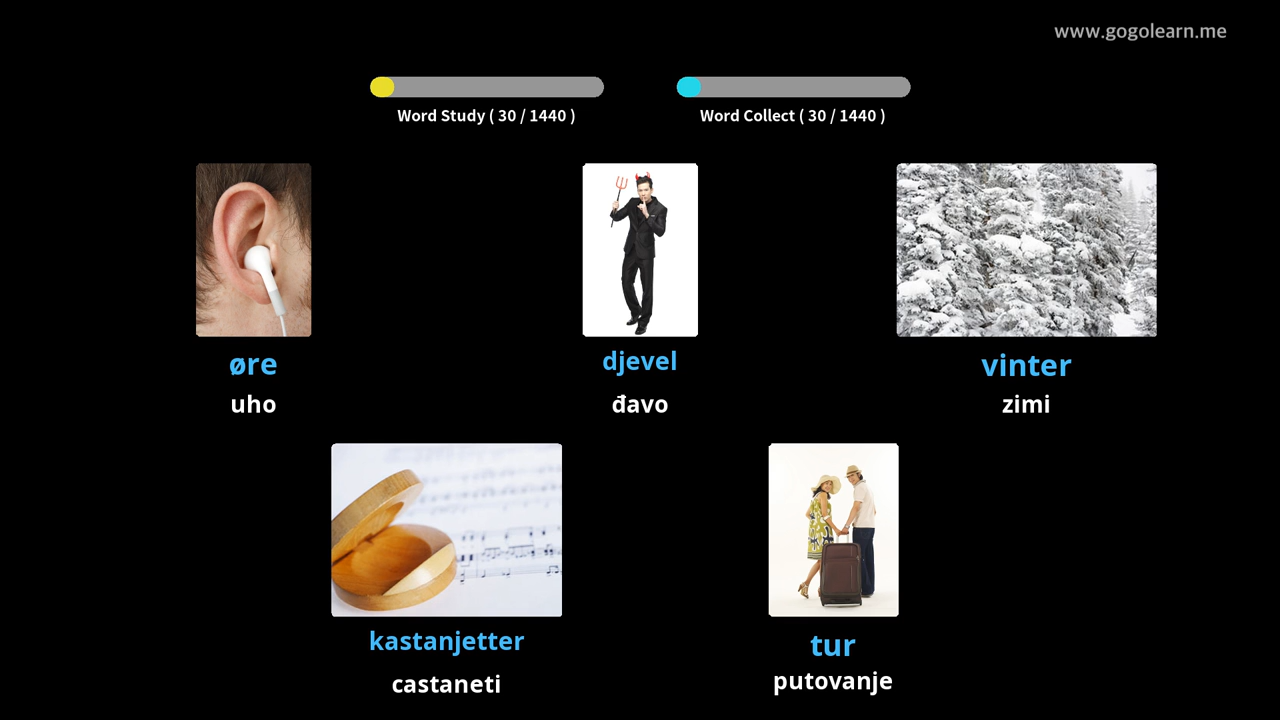 www.gogolearn.me
Word Study ( 30 / 1440 )
Word Collect ( 30 / 1440 )
øre
djevel
vinter
uho
đavo
zimi
kastanjetter
tur
castaneti
putovanje